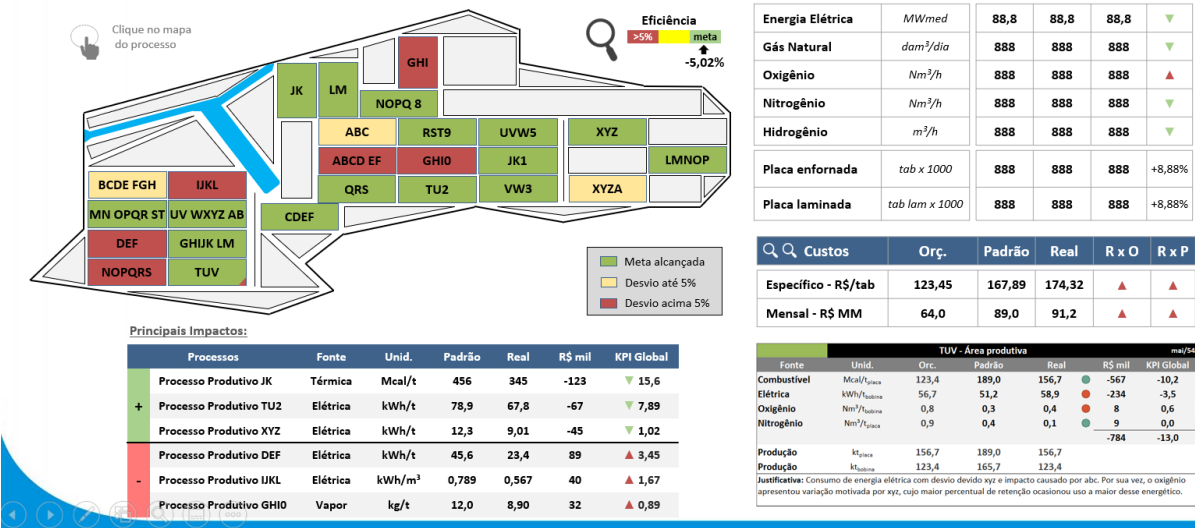 Clique no mapa
do processo
Eficiência
>5% meta
-5,02%
GHI
JK
LM
NOPQ 8
ABC
RST9
UVW5
XYZ
ABCD EF
GHI0
JK1
LMNOP
QRS
TU2
VW3
XYZA
BCDE FGH
IJKL
MN OPQR ST
UV WXYZ AB
CDEF
DEF
GHIJK LM
NOPQRS
TUV
Meta alcançada
Desvio até 5%
Desvio acima 5%
Principais Impactos:
Processos Fonte Unid. Padrão Real R$ mil KPI Global
+
Processo Produtivo JK Térmica Mcal/t 456 345 -123 ▼ 15,6
Processo Produtivo TU2 Elétrica kWh/t 78,9 67,8 -67 ▼ 7,89
Processo Produtivo XYZ Elétrica kWh/t 12,3 9,01 -45 ▼ 1,02
-
Processo Produtivo DEF Elétrica kWh/t 45,6 23,4 89 ▲ 3,45
Processo Produtivo IJKL Elétrica kWh/m³ 0,789 0,567 40 ▲ 1,67
Processo Produtivo GHI0 Vapor kg/t 12,0 8,90 32 ▲ 0,89
Energia Elétrica MWmed 88,8 88,8 88,8 ▼
Gás Natural dam³/dia 888 888 888 ▼
Oxigênio Nm³/h 888 888 888 ▲
Nitrogênio Nm³/h 888 888 888 ▼
Hidrogênio m³/h 888 888 888 ▼
Placa enfornada tab x 1000 888 888 888 +8,88%
Placa laminada tab lam x 1000 888 888 888 +8,88%
Custos Orç. Padrão Real R x O R x P
Específico - R$/tab 123,45 167,89 174,32 ▲ ▲
Mensal - R$ MM 64,0 89,0 91,2 ▲ ▲
TUV - Área produtiva mai/54
Fonte Unid. Orc. Padrão Real R$ mil KPI Global
Combustível Mcal/tplaca 123,4 189,0 156,7 -567 -10,2
Elétrica kWh/tbobina 56,7 51,2 58,9 -234 -3,5
Oxigênio Nm³/tbobina 0,8 0,3 0,4 8 0,6
Nitrogênio Nm³/tplaca 0,9 0,4 0,1 9 0,0
-784 -13,0
Produção ktplaca 156,7 189,0 156,7
Produção ktbobina 123,4 165,7 123,4
Justificativa: Consumo de energia elétrica com desvio devido xyz e impacto causado por abc. Por sua vez, o oxigênio
apresentou variação motivada por xyz, cujo maior percentual de retenção ocasionou uso a maior desse energético.